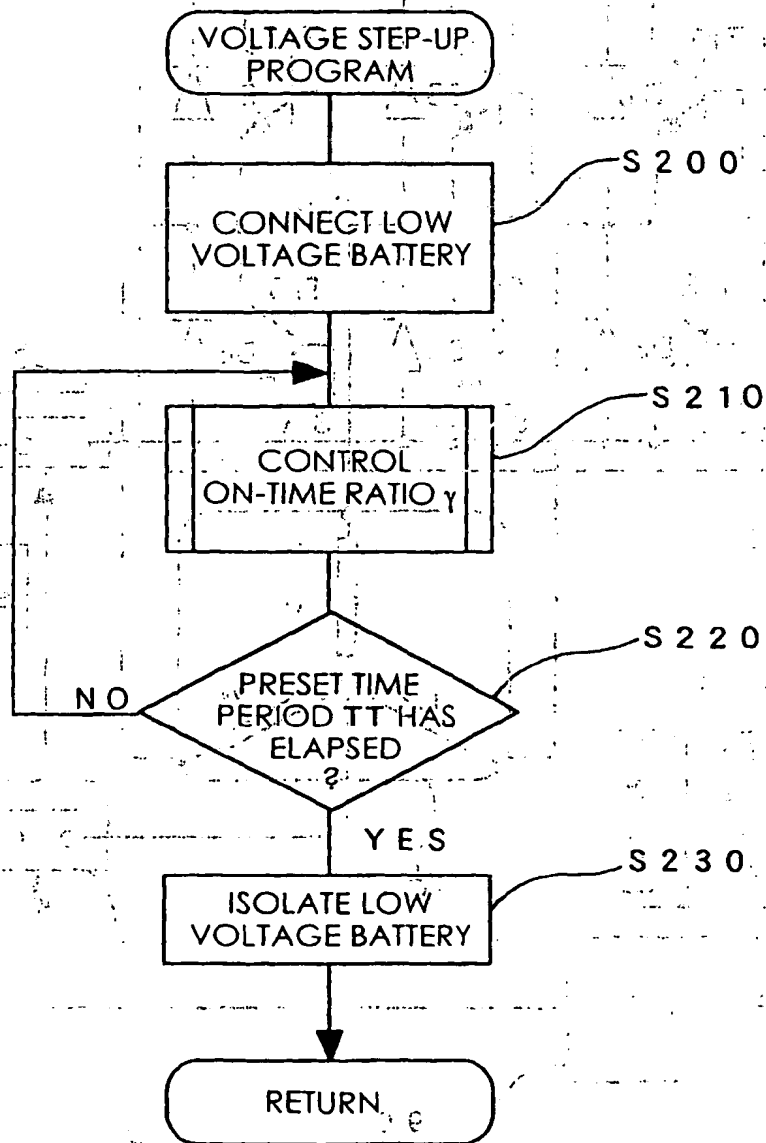 VOLTAGE STEP-UP
PROGRAM
S200
CONNECT LOW
VOLTAGE BATTERY
S210
CONTROL
ON-TIME RATIO γ
S220
PRESET TIME
PERIOD TT HAS
ELAPSED
?
NO
YES
S230
ISOLATE LOW
VOLTAGE BATTERY
RETURN